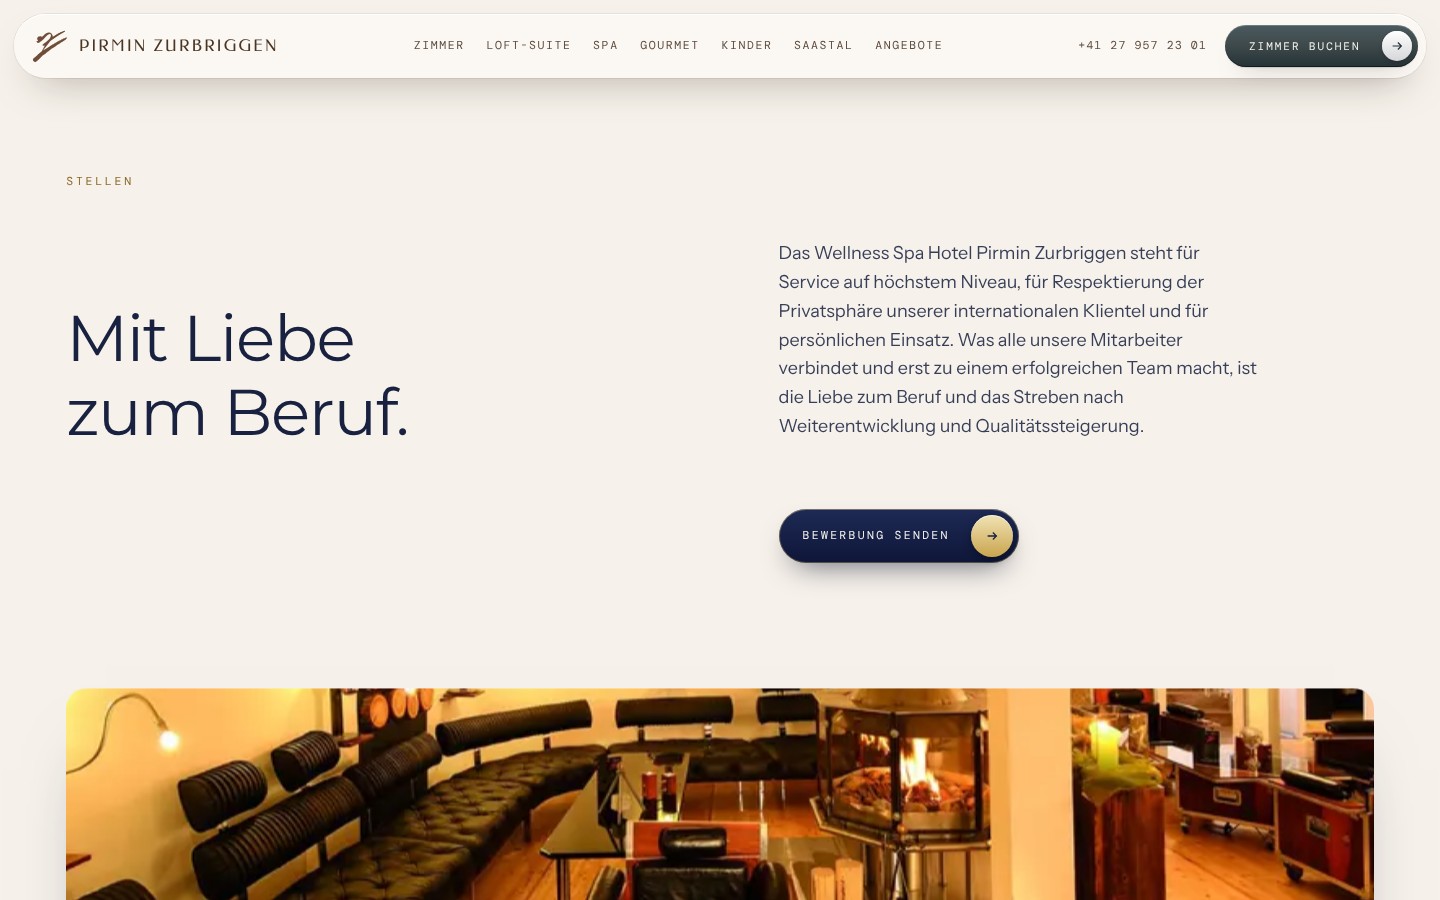 PIRMIN ZURBRIGGEN
ZIMMER LOFT-SUITE SPA GOURMET KINDER SAASTAL ANGEBOTE
+41 27 957 23 01
ZIMMER BUCHEN
STELLEN
Mit Liebe
zum Beruf.
Das Wellness Spa Hotel Pirmin Zurbriggen steht für
Service auf höchstem Niveau, für Respektierung der
Privatsphäre unserer internationalen Klientel und für
persönlichen Einsatz. Was alle unsere Mitarbeiter
verbindet und erst zu einem erfolgreichen Team macht, ist
die Liebe zum Beruf und das Streben nach
Weiterentwicklung und Qualitätssteigerung.
BEWERBUNG SENDEN